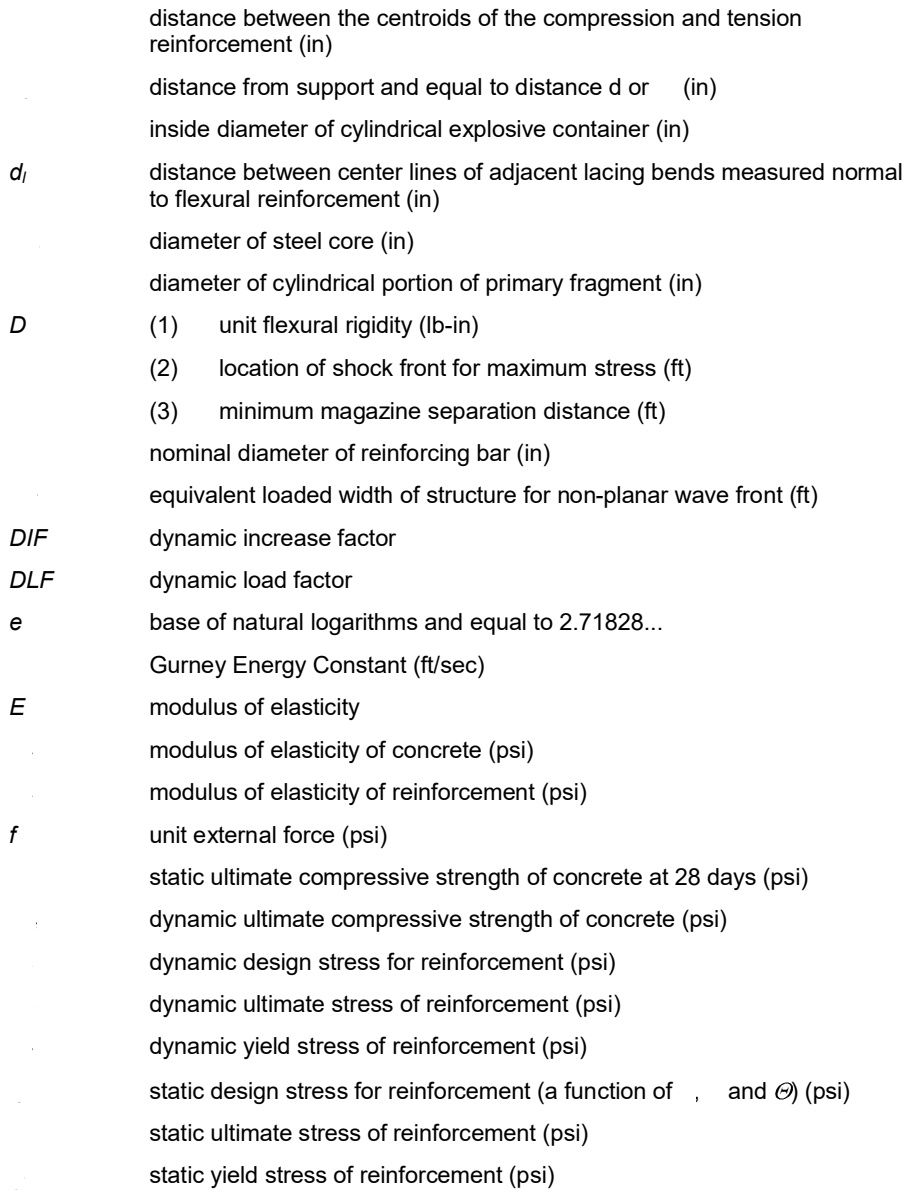 distance between the centroids of the compression and tension
reinforcement (in)
distance from support and equal to distance d or (in)
inside diameter of cylindrical explosive container (in)
dl distance between center lines of adjacent lacing bends measured normal
to flexural reinforcement (in)
diameter of steel core (in)
diameter of cylindrical portion of primary fragment (in)
D (1) unit flexural rigidity (lb-in)
(2) location of shock front for maximum stress (ft)
(3) minimum magazine separation distance (ft)
nominal diameter of reinforcing bar (in)
equivalent loaded width of structure for non-planar wave front (ft)
DIF dynamic increase factor
DLF dynamic load factor
e base of natural logarithms and equal to 2.71828...
Gurney Energy Constant (ft/sec)
E modulus of elasticity
modulus of elasticity of concrete (psi)
modulus of elasticity of reinforcement (psi)
f unit external force (psi)
static ultimate compressive strength of concrete at 28 days (psi)
dynamic ultimate compressive strength of concrete (psi)
dynamic design stress for reinforcement (psi)
dynamic ultimate stress of reinforcement (psi)
dynamic yield stress of reinforcement (psi)
static design stress for reinforcement (a function of , and Θ) (psi)
static ultimate stress of reinforcement (psi)
static yield stress of reinforcement (psi)